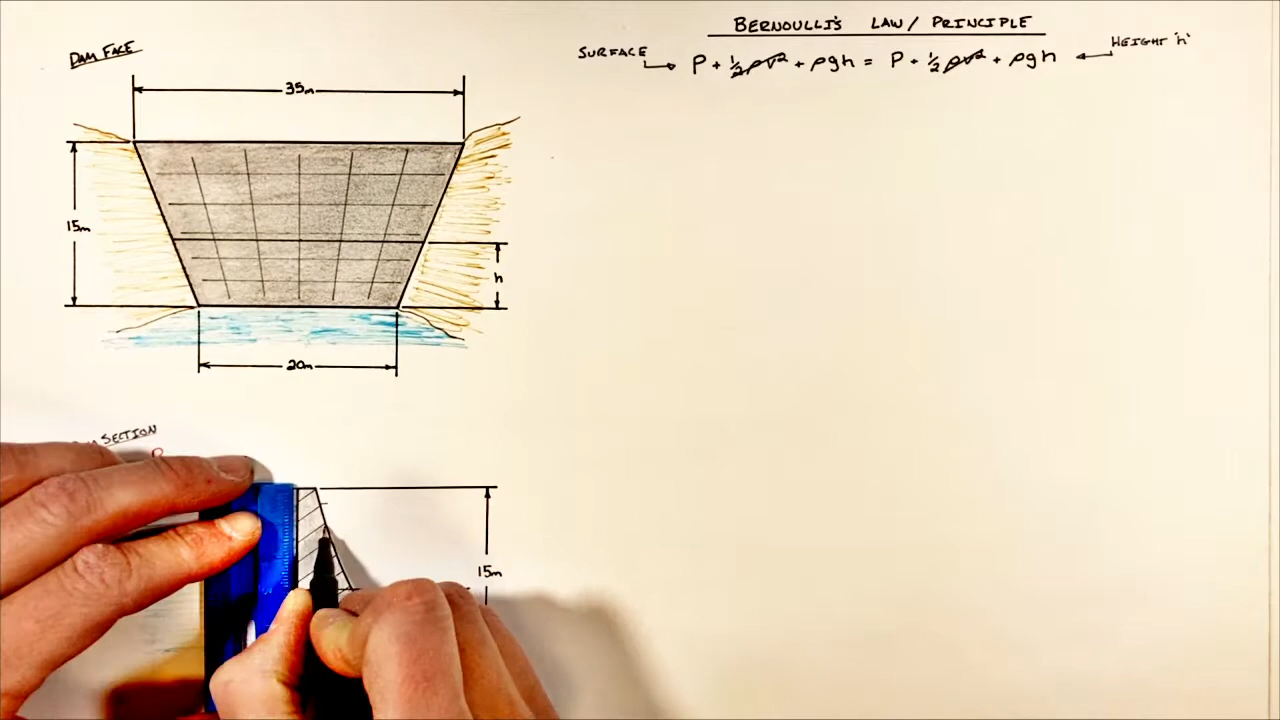 BERNOULLI'S LAW / PRINCIPLE
SURFACE
P + ½ρv² + ρgh = P + ½ρv² + ρgh
HEIGHT 'h'
DAM FACE
35m
15m
h
20m
SECTION
15m